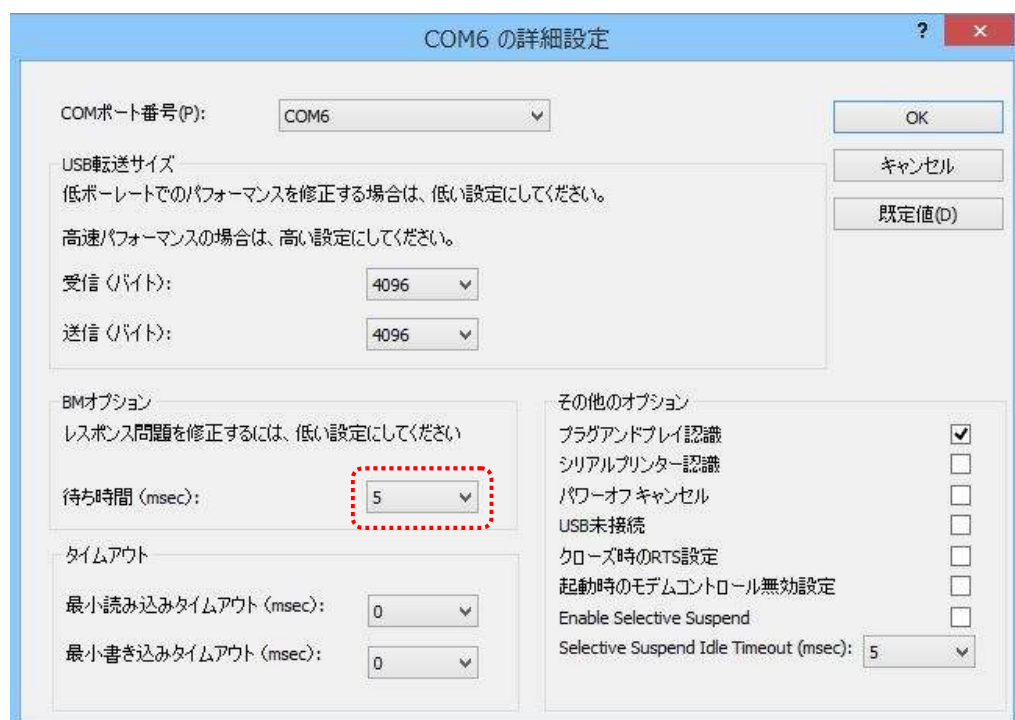 COM6 の詳細設定
?
×
COMポート番号(P):
COM6
OK
キャンセル
既定値(D)
USB転送サイズ
低ボーレートでのパフォーマンスを修正する場合は、低い設定にしてください。
高速パフォーマンスの場合は、高い設定にしてください。
受信 (バイト):
4096
送信 (バイト):
4096
BMオプション
レスポンス問題を修正するには、低い設定にしてください
待ち時間 (msec):
5
タイムアウト
最小読み込みタイムアウト (msec):
0
最小書き込みタイムアウト (msec):
0
その他のオプション
プラグアンドプレイ認識
シリアルプリンター認識
パワーオフ キャンセル
USB未接続
クローズ時のRTS設定
起動時のモデムコントロール無効設定
Enable Selective Suspend
Selective Suspend Idle Timeout (msec):
5